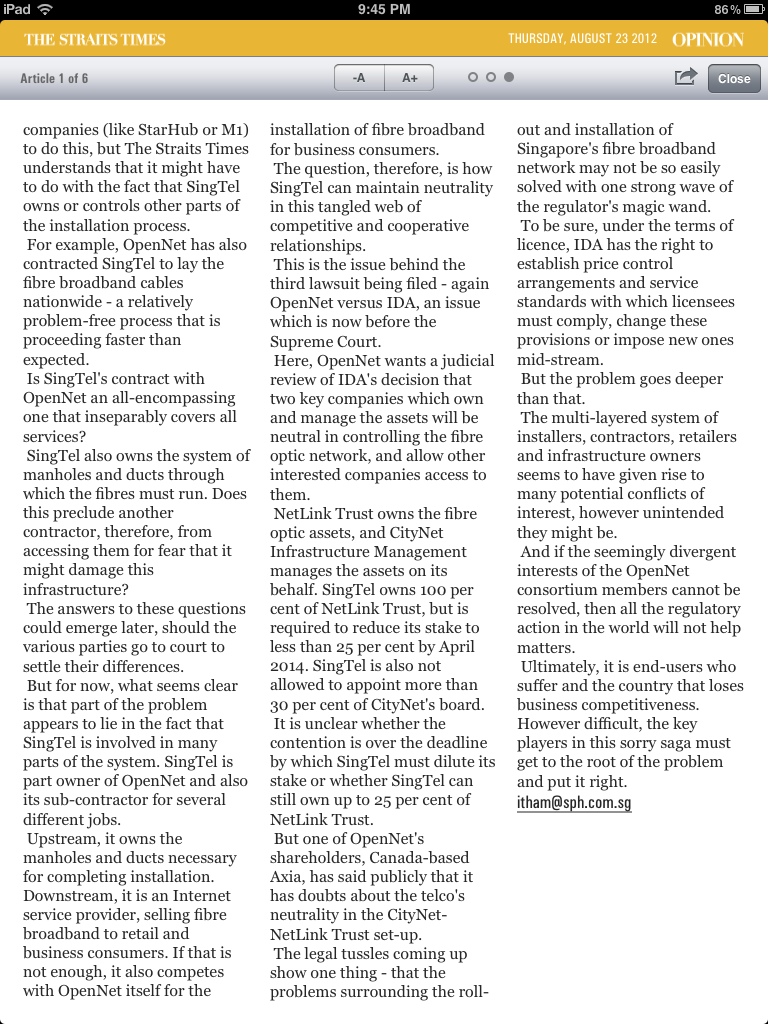 iPad
9:45 PM
86%
THE STRAITS TIMES
THURSDAY, AUGUST 23 2012
OPINION
Article 1 of 6
-A
A+
Close
companies (like StarHub or M1)
to do this, but The Straits Times
understands that it might have
to do with the fact that SingTel
owns or controls other parts of
the installation process.
For example, OpenNet has also
contracted SingTel to lay the
fibre broadband cables
nationwide - a relatively
problem-free process that is
proceeding faster than
expected.
Is SingTel's contract with
OpenNet an all-encompassing
one that inseparably covers all
services?
SingTel also owns the system of
manholes and ducts through
which the fibres must run. Does
this preclude another
contractor, therefore, from
accessing them for fear that it
might damage this
infrastructure?
The answers to these questions
could emerge later, should the
various parties go to court to
settle their differences.
But for now, what seems clear
is that part of the problem
appears to lie in the fact that
SingTel is involved in many
parts of the system. SingTel is
part owner of OpenNet and also
its sub-contractor for several
different jobs.
Upstream, it owns the
manholes and ducts necessary
for completing installation.
Downstream, it is an Internet
service provider, selling fibre
broadband to retail and
business consumers. If that is
not enough, it also competes
with OpenNet itself for the
installation of fibre broadband
for business consumers.
The question, therefore, is how
SingTel can maintain neutrality
in this tangled web of
competitive and cooperative
relationships.
This is the issue behind the
third lawsuit being filed - again
OpenNet versus IDA, an issue
which is now before the
Supreme Court.
Here, OpenNet wants a judicial
review of IDA's decision that
two key companies which own
and manage the assets will be
neutral in controlling the fibre
optic network, and allow other
interested companies access to
them.
NetLink Trust owns the fibre
optic assets, and CityNet
Infrastructure Management
manages the assets on its
behalf. SingTel owns 100 per
cent of NetLink Trust, but is
required to reduce its stake to
less than 25 per cent by April
2014. SingTel is also not
allowed to appoint more than
30 per cent of CityNet's board.
It is unclear whether the
contention is over the deadline
by which SingTel must dilute its
stake or whether SingTel can
still own up to 25 per cent of
NetLink Trust.
But one of OpenNet's
shareholders, Canada-based
Axia, has said publicly that it
has doubts about the telco's
neutrality in the CityNet-
NetLink Trust set-up.
The legal tussles coming up
show one thing - that the
problems surrounding the roll-
out and installation of
Singapore's fibre broadband
network may not be so easily
solved with one strong wave of
the regulator's magic wand.
To be sure, under the terms of
licence, IDA has the right to
establish price control
arrangements and service
standards with which licensees
must comply, change these
provisions or impose new ones
mid-stream.
But the problem goes deeper
than that.
The multi-layered system of
installers, contractors, retailers
and infrastructure owners
seems to have given rise to
many potential conflicts of
interest, however unintended
they might be.
And if the seemingly divergent
interests of the OpenNet
consortium members cannot be
resolved, then all the regulatory
action in the world will not help
matters.
Ultimately, it is end-users who
suffer and the country that loses
business competitiveness.
However difficult, the key
players in this sorry saga must
get to the root of the problem
and put it right.
itham@sph.com.sg